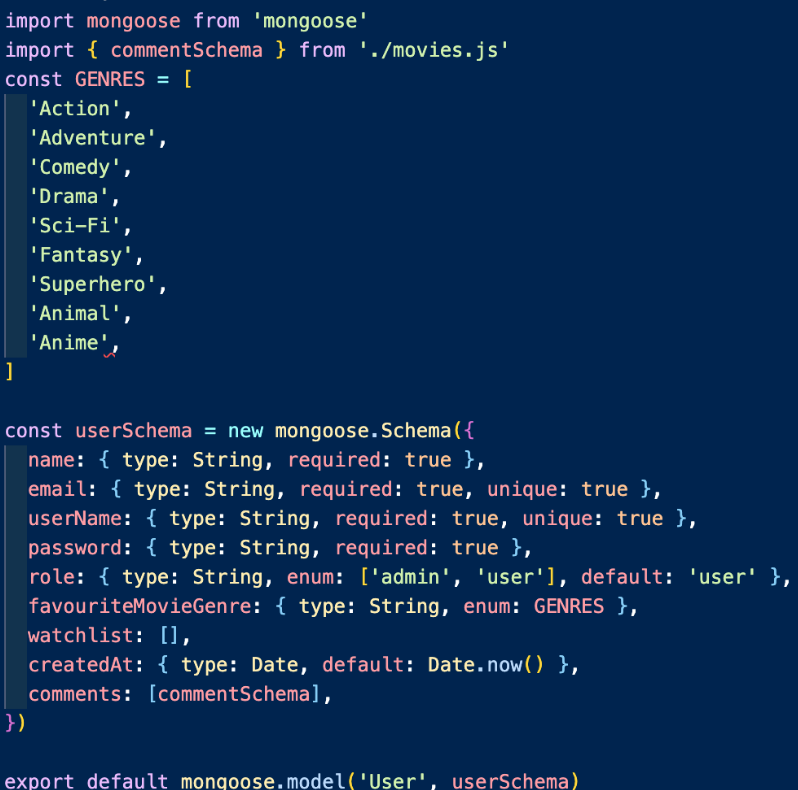 import mongoose from 'mongoose'
import { commentSchema } from './movies.js'
const GENRES = [
'Action',
'Adventure',
'Comedy',
'Drama',
'Sci-Fi',
'Fantasy',
'Superhero',
'Animal',
'Anime',
]
const userSchema = new mongoose.Schema({
name: { type: String, required: true },
email: { type: String, required: true, unique: true },
userName: { type: String, required: true, unique: true },
password: { type: String, required: true },
role: { type: String, enum: ['admin', 'user'], default: 'user' },
favouriteMovieGenre: { type: String, enum: GENRES },
watchlist: [],
createdAt: { type: Date, default: Date.now() },
comments: [commentSchema],
})
export default mongoose.model('User', userSchema)